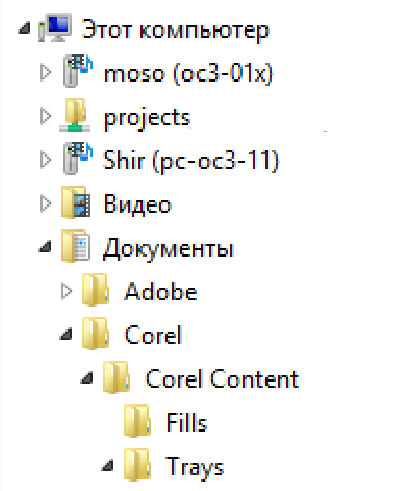 Этот компьютер
moso (oc3-01x)
projects
Shir (pc-oc3-11)
Видео
Документы
Adobe
Corel
Corel Content
Fills
Trays